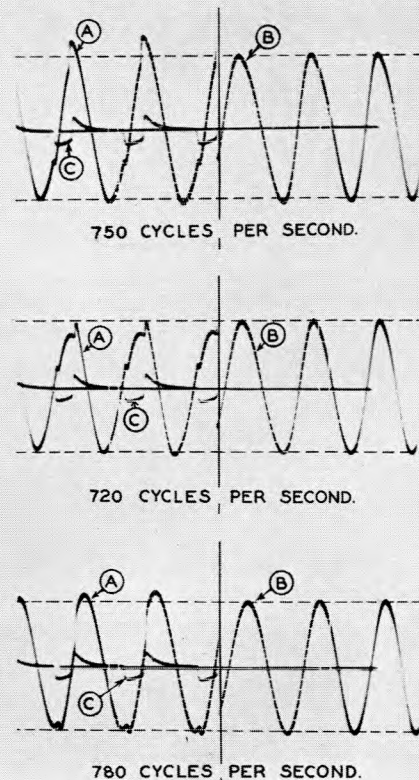 A
B
C
750 CYCLES PER SECOND.
A
B
C
720 CYCLES PER SECOND.
A
B
C
780 CYCLES PER SECOND.